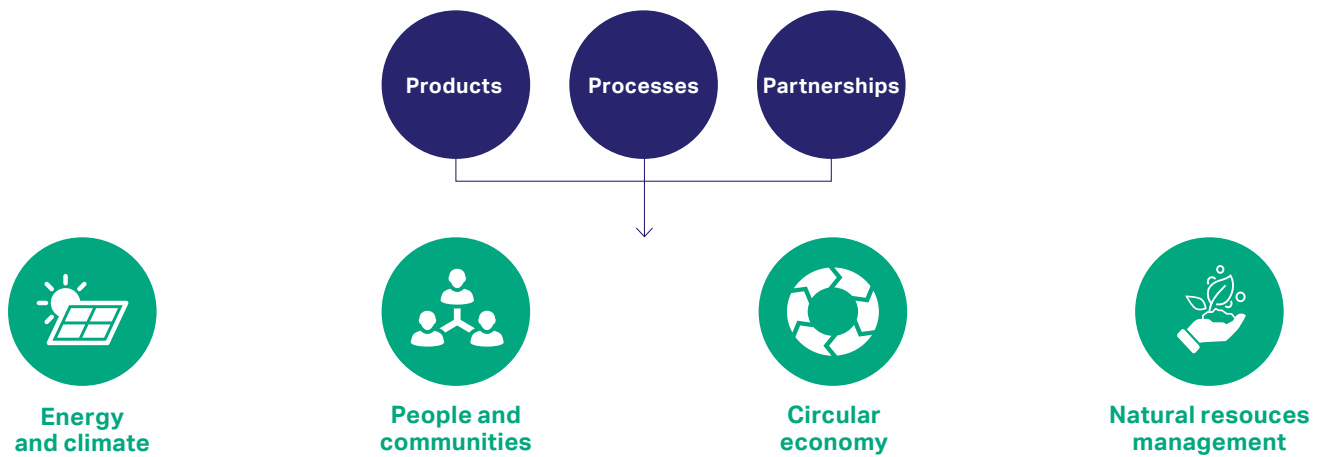 Products
Processes
Partnerships
Energy
and climate
People and
communities
Circular
economy
Natural resouces
management